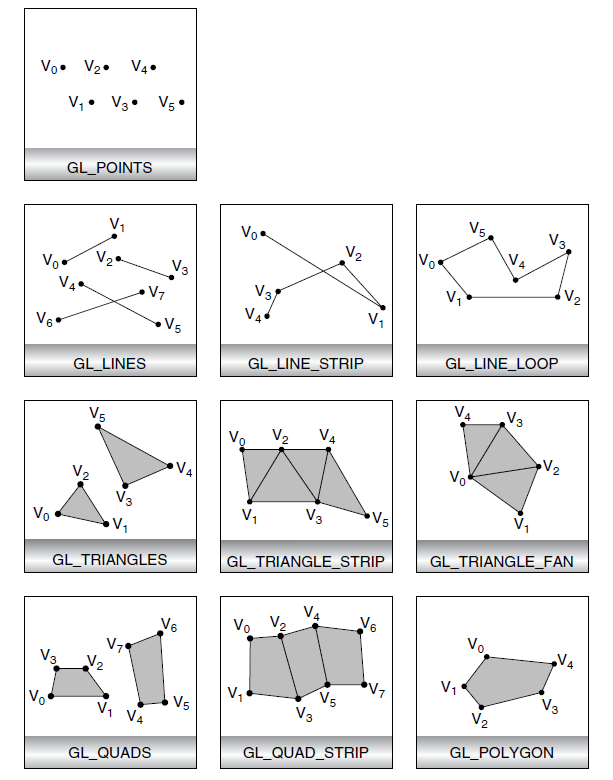 V0 V2 V4
V1 V3 V5
GL_POINTS
V0 V1 V2 V3
V4 V7
V6 V5
GL_LINES
V0 V2
V3
V4 V1
GL_LINE_STRIP
V5 V3
V0 V4
V1 V2
GL_LINE_LOOP
V5
V2 V4
V0 V3 V1
GL_TRIANGLES
V0 V2 V4
V1 V3 V5
GL_TRIANGLE_STRIP
V4 V3
V0 V2
V1
GL_TRIANGLE_FAN
V3 V2 V7 V6
V0 V1 V4 V5
GL_QUADS
V0 V2 V4 V6
V1 V3 V5 V7
GL_QUAD_STRIP
V0 V4
V1 V3
V2
GL_POLYGON